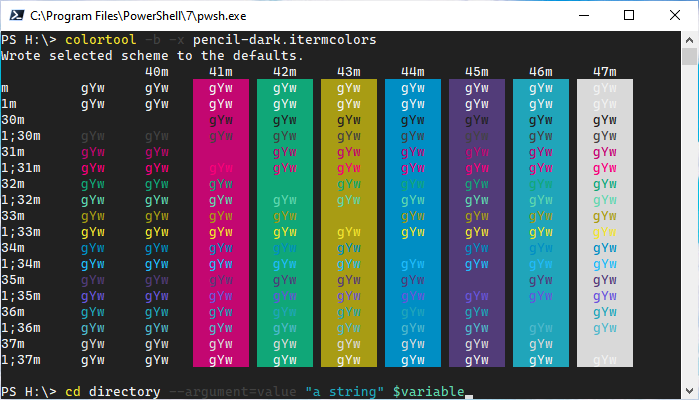 C:\Program Files\PowerShell\7\pwsh.exe
PS H:\> colortool -b -x pencil-dark.itermcolors
Wrote selected scheme to the defaults.
40m 41m 42m 43m 44m 45m 46m 47m
m gYw gYw gYw gYw gYw gYw gYw gYw gYw
1m gYw gYw gYw gYw gYw gYw gYw gYw gYw
30m gYw gYw gYw gYw gYw gYw gYw
1;30m gYw gYw gYw gYw gYw gYw gYw gYw gYw
31m gYw gYw gYw gYw gYw gYw gYw gYw
1;31m gYw gYw gYw gYw gYw gYw gYw gYw gYw
32m gYw gYw gYw gYw gYw gYw gYw gYw
1;32m gYw gYw gYw gYw gYw gYw gYw gYw gYw
33m gYw gYw gYw gYw gYw gYw gYw gYw
1;33m gYw gYw gYw gYw gYw gYw gYw gYw gYw
34m gYw gYw gYw gYw gYw gYw gYw gYw
1;34m gYw gYw gYw gYw gYw gYw gYw gYw gYw
35m gYw gYw gYw gYw gYw gYw gYw gYw
1;35m gYw gYw gYw gYw gYw gYw gYw gYw gYw
36m gYw gYw gYw gYw gYw gYw gYw gYw
1;36m gYw gYw gYw gYw gYw gYw gYw gYw gYw
37m gYw gYw gYw gYw gYw gYw gYw gYw
1;37m gYw gYw gYw gYw gYw gYw gYw gYw gYw
PS H:\> cd directory --argument=value "a string" $variable